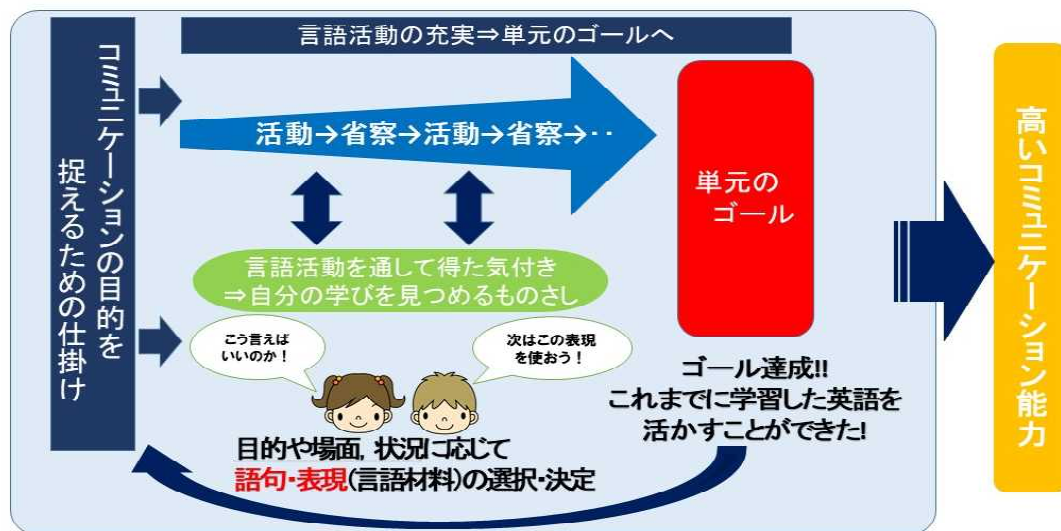 言語活動の充実⇒単元のゴールへ
コミュニケーションの目的を
捉えるための仕掛け
活動→省察→活動→省察→‥
単元の
ゴール
言語活動を通して得た気付き
⇒自分の学びを見つめるものさし
こう言えば
いいのか！
次はこの表現
を使おう！
目的や場面，状況に応じて
語句・表現(言語材料)の選択・決定
ゴール達成!!
これまでに学習した英語を
活かすことができた!
高いコミュニケーション能力